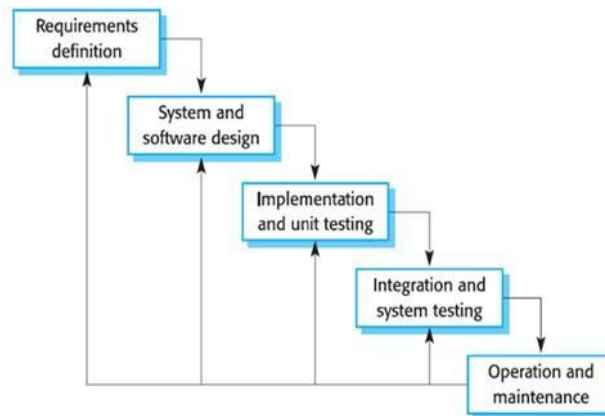 Requirements
definition
System and
software design
Implementation
and unit testing
Integration and
system testing
Operation and
maintenance